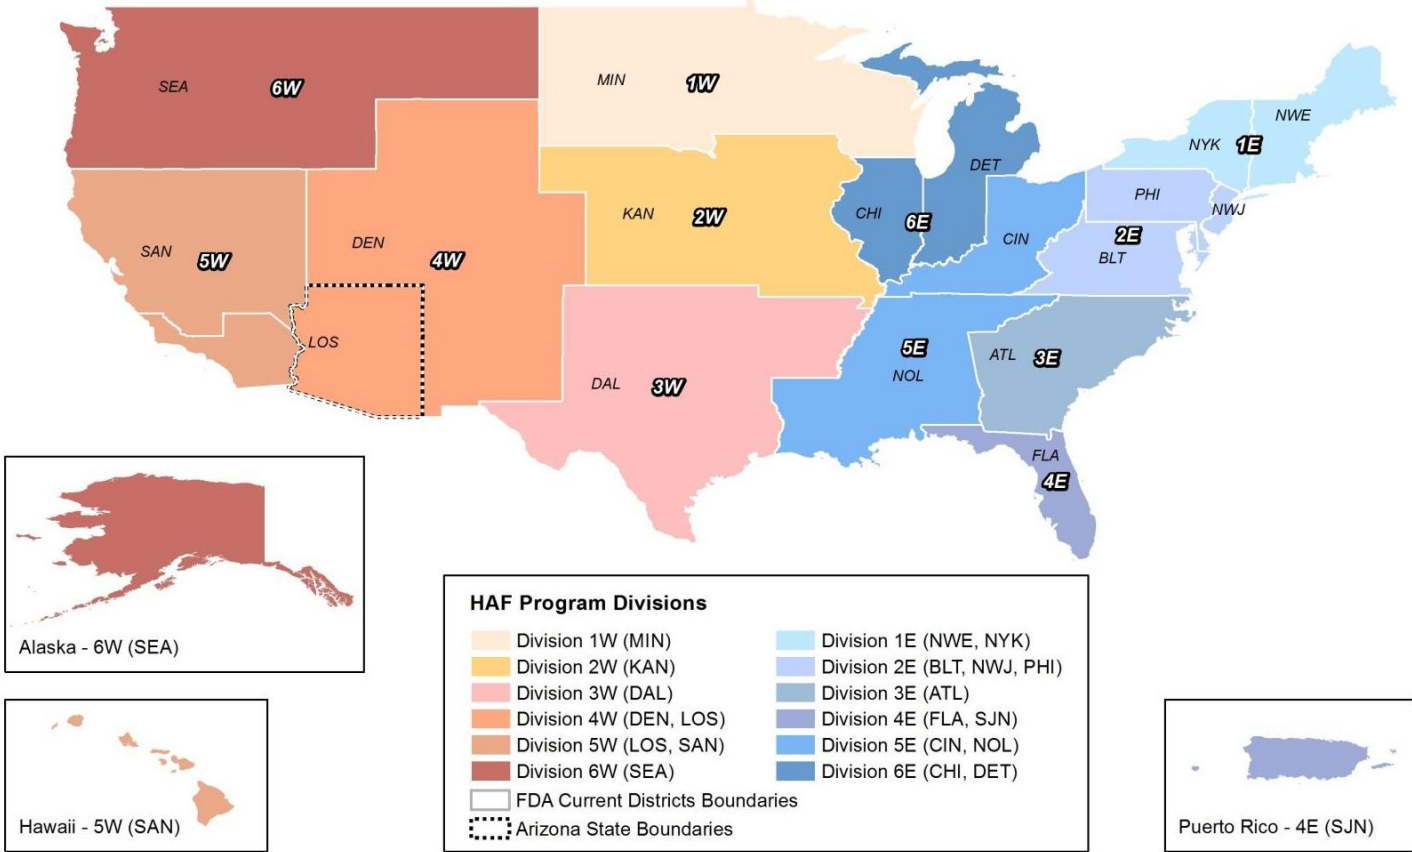 MIN
1W
SEA
6W
NWE
NYK
1E
DET
PHI
KAN
2W
CHI
6E
NWJ
CIN
2E
BLT
DEN
SAN
5W
4W
LOS
5E
ATL
3E
NOL
DAL
3W
FLA
4E
Alaska - 6W (SEA)
Hawaii - 5W (SAN)
HAF Program Divisions
Division 1W (MIN)
Division 2W (KAN)
Division 3W (DAL)
Division 4W (DEN, LOS)
Division 5W (LOS, SAN)
Division 6W (SEA)
FDA Current Districts Boundaries
Arizona State Boundaries
Division 1E (NWE, NYK)
Division 2E (BLT, NWJ, PHI)
Division 3E (ATL)
Division 4E (FLA, SJN)
Division 5E (CIN, NOL)
Division 6E (CHI, DET)
Puerto Rico - 4E (SJN)